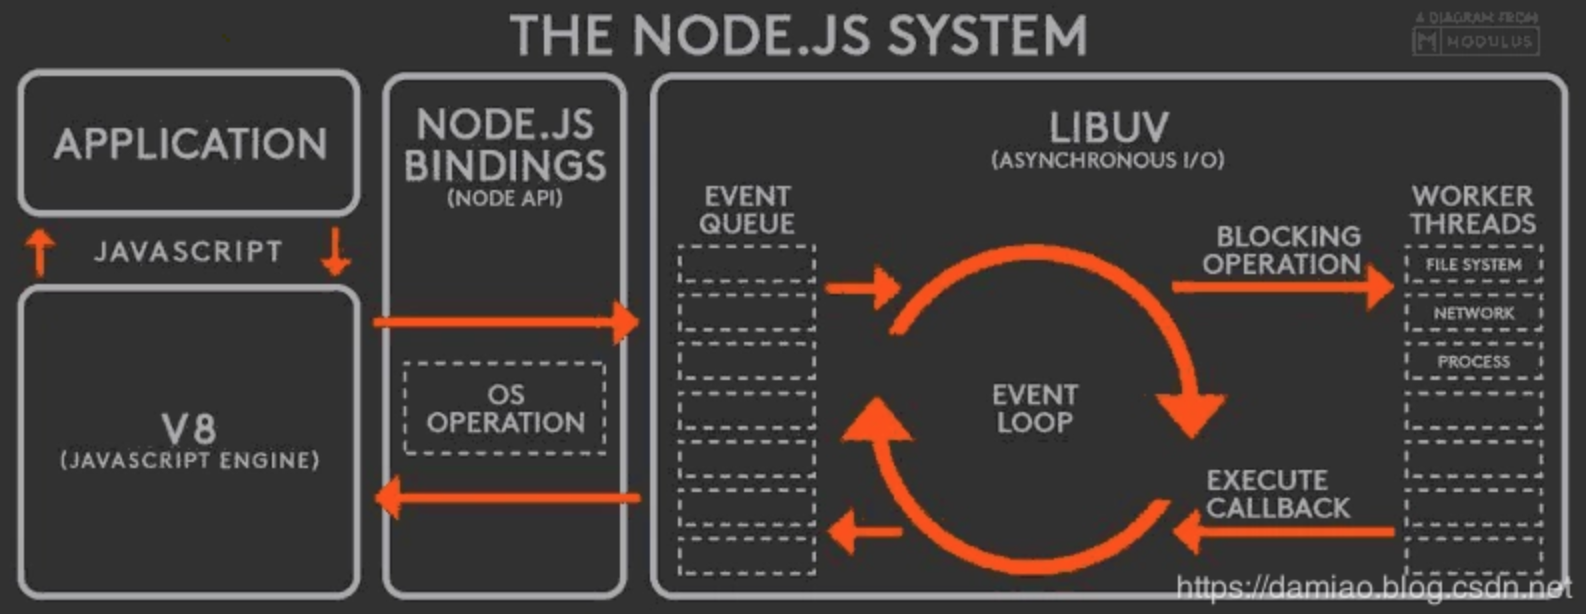 THE NODE.JS SYSTEM
A DIAGRAM FROM
MODULUS
APPLICATION
JAVASCRIPT
V8
(JAVASCRIPT ENGINE)
NODE.JS
BINDINGS
(NODE API)
OS
OPERATION
LIBUV
(ASYNCHRONOUS I/O)
EVENT
QUEUE
EVENT
LOOP
BLOCKING
OPERATION
EXECUTE
CALLBACK
WORKER
THREADS
FILE SYSTEM
NETWORK
PROCESS
https://damiao.blog.csdn.net